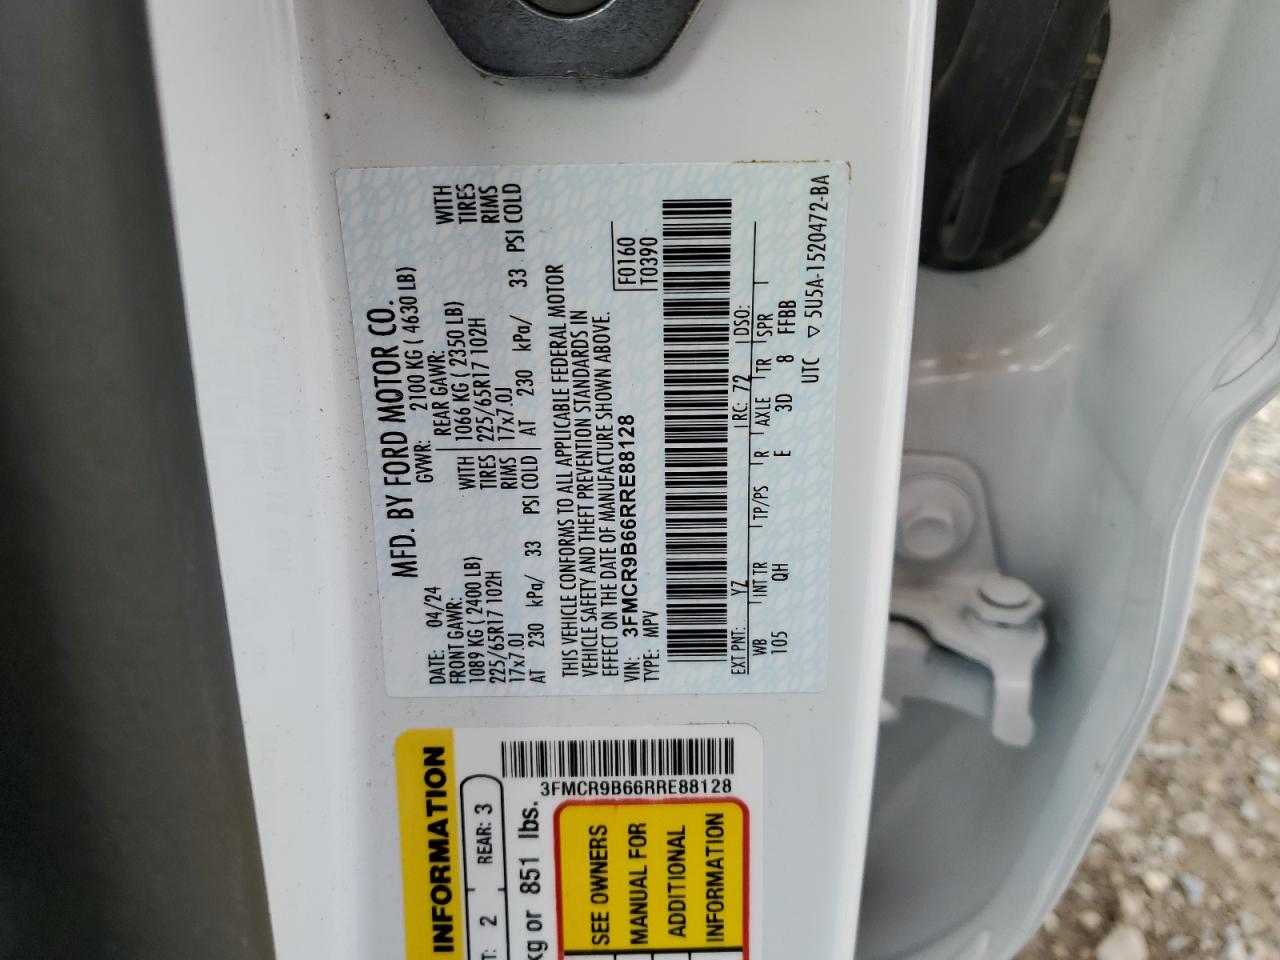 MFD. BY FORD MOTOR CO.
DATE: 04/24 GVWR: 2100 KG ( 4630 LB)
FRONT GAWR: REAR GAWR:
1089 KG ( 2400 LB) WITH 1066 KG ( 2350 LB) WITH
225/65R17 102H TIRES 225/65R17 102H TIRES
17x7.0J RIMS 17x7.0J RIMS
AT 230 kPa/ 33 PSI COLD AT 230 kPa/ 33 PSI COLD
THIS VEHICLE CONFORMS TO ALL APPLICABLE FEDERAL MOTOR
VEHICLE SAFETY AND THEFT PREVENTION STANDARDS IN
EFFECT ON THE DATE OF MANUFACTURE SHOWN ABOVE.
VIN: 3FMCR9B66RRE88128 F0160
TYPE: MPV T0390
EXT PNT: YZ RC: 72 DSO:
WB INT TR TP/PS R AXLE TR SPR
105 QH E 3D 8 FFBB
UTC ▽ 5U5A-1520472-BA
INFORMATION
2 REAR: 3
kg or 851 lbs.
3FMCR9B66RRE88128
SEE OWNERS
MANUAL FOR
ADDITIONAL
INFORMATION